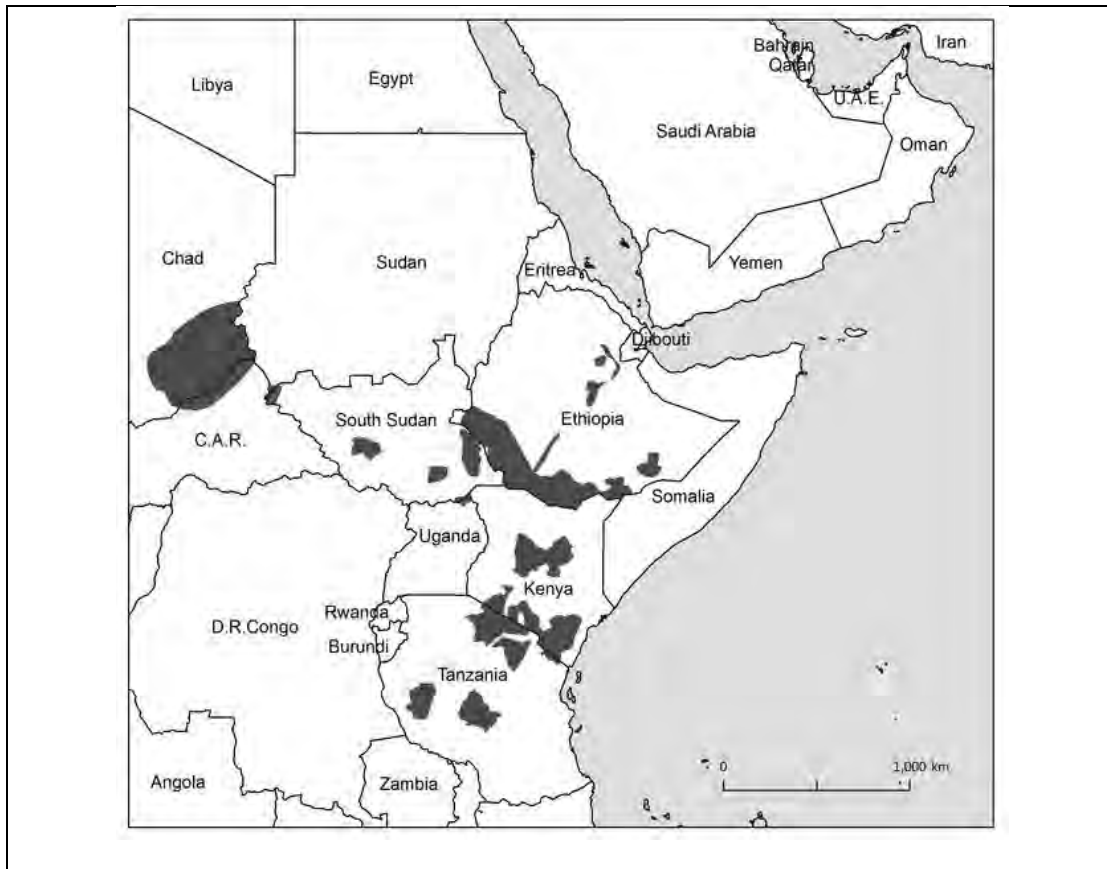 Libya
Egypt
Bahrain
Qatar
Iran
U.A.E.
Saudi Arabia
Oman
Chad
Sudan
Eritrea
Yemen
Djibouti
South Sudan
Ethiopia
C.A.R.
Somalia
Uganda
Kenya
Rwanda
D.R.Congo
Burundi
Tanzania
Angola
Zambia
0 1,000 km